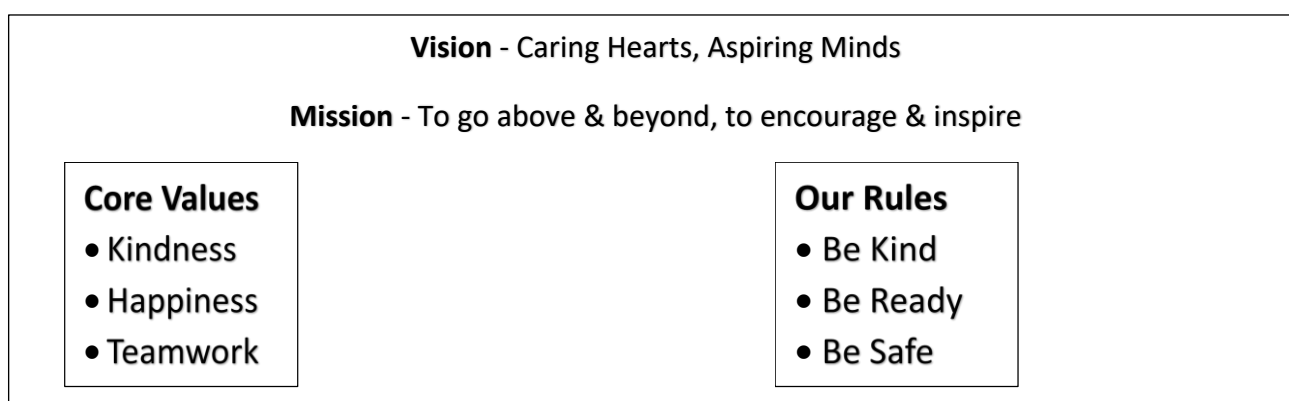 Vision - Caring Hearts, Aspiring Minds
Mission - To go above & beyond, to encourage & inspire
Core Values
• Kindness
• Happiness
• Teamwork
Our Rules
• Be Kind
• Be Ready
• Be Safe